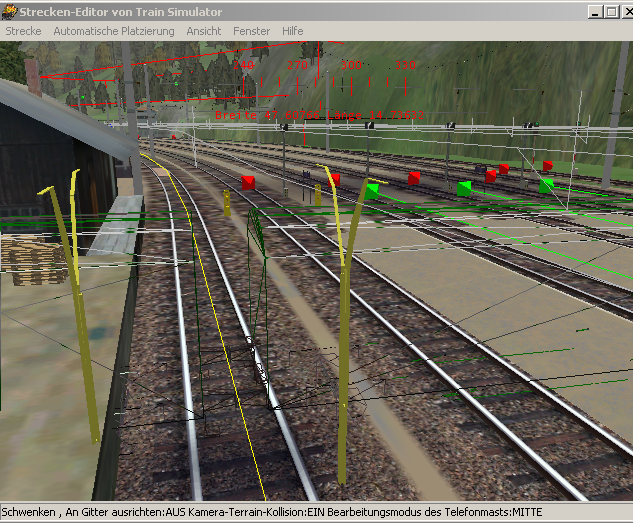 Strecken-Editor von Train Simulator
Strecke Automatische Platzierung Ansicht Fenster Hilfe
Schwenken , An Gitter ausrichten:AUS Kamera-Terrain-Kollision:EIN Bearbeitungsmodus des Telefonmasts:MITTE